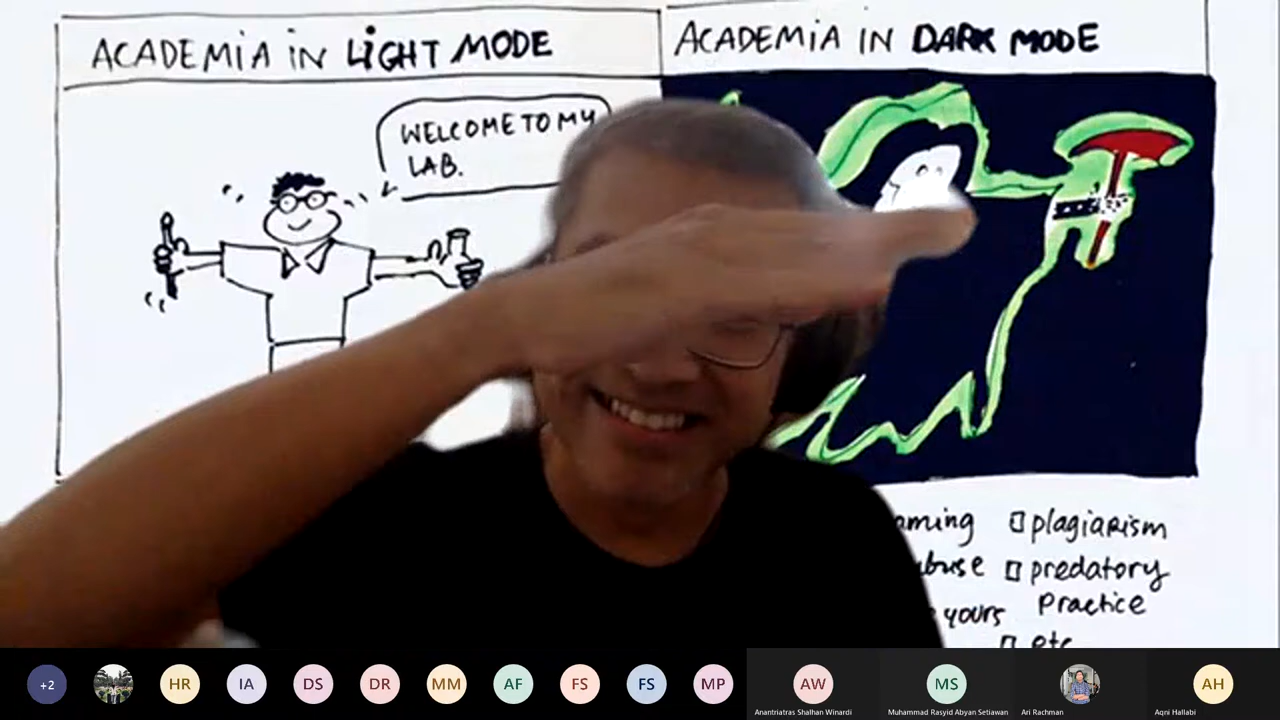 ACADEMIA iN LiGHT MODE
ACADEMiA IN DARK MODE
WELCOME TO MY
LAB.
plagiarism
predatory
Practice
yours
etc
+2
HR
IA
DS
DR
MM
AF
FS
FS
MP
AW
MS
AH
Anantriatras Shalhan Winardi
Muhammad Rasyid Abyan Setiawan
Ari Rachman
Aqni Hallabi